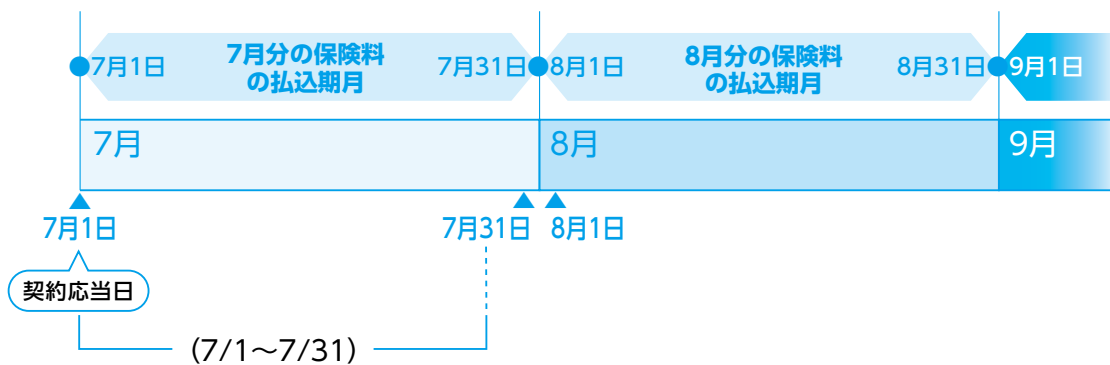 7月1日
7月分の保険料
の払込期月
7月31日
8月1日
8月分の保険料
の払込期月
8月31日
9月1日
7月
8月
9月
7月1日
7月31日
8月1日
契約応当日
(7/1～7/31)